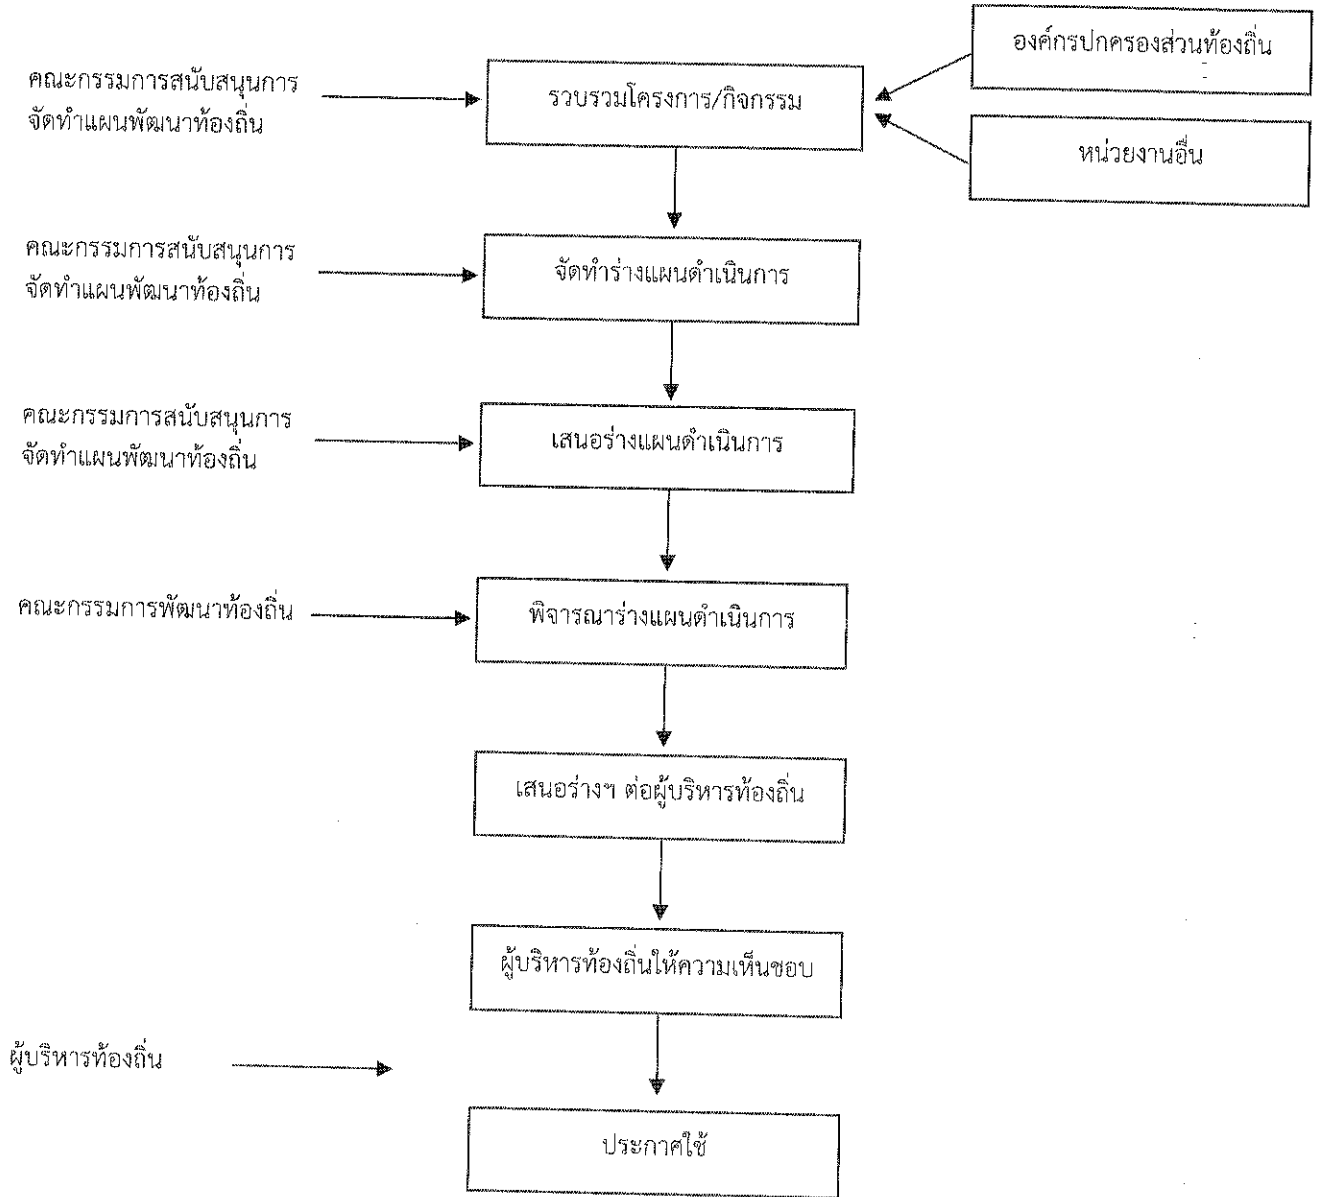 องค์กรปกครองส่วนท้องถิ่น
คณะกรรมการสนับสนุนการ
จัดทำแผนพัฒนาท้องถิ่น
รวบรวมโครงการ/กิจกรรม
หน่วยงานอื่น
คณะกรรมการสนับสนุนการ
จัดทำแผนพัฒนาท้องถิ่น
จัดทำร่างแผนดำเนินการ
คณะกรรมการสนับสนุนการ
จัดทำแผนพัฒนาท้องถิ่น
เสนอร่างแผนดำเนินการ
คณะกรรมการพัฒนาท้องถิ่น
พิจารณาร่างแผนดำเนินการ
เสนอร่างฯ ต่อผู้บริหารท้องถิ่น
ผู้บริหารท้องถิ่นให้ความเห็นชอบ
ผู้บริหารท้องถิ่น
ประกาศใช้